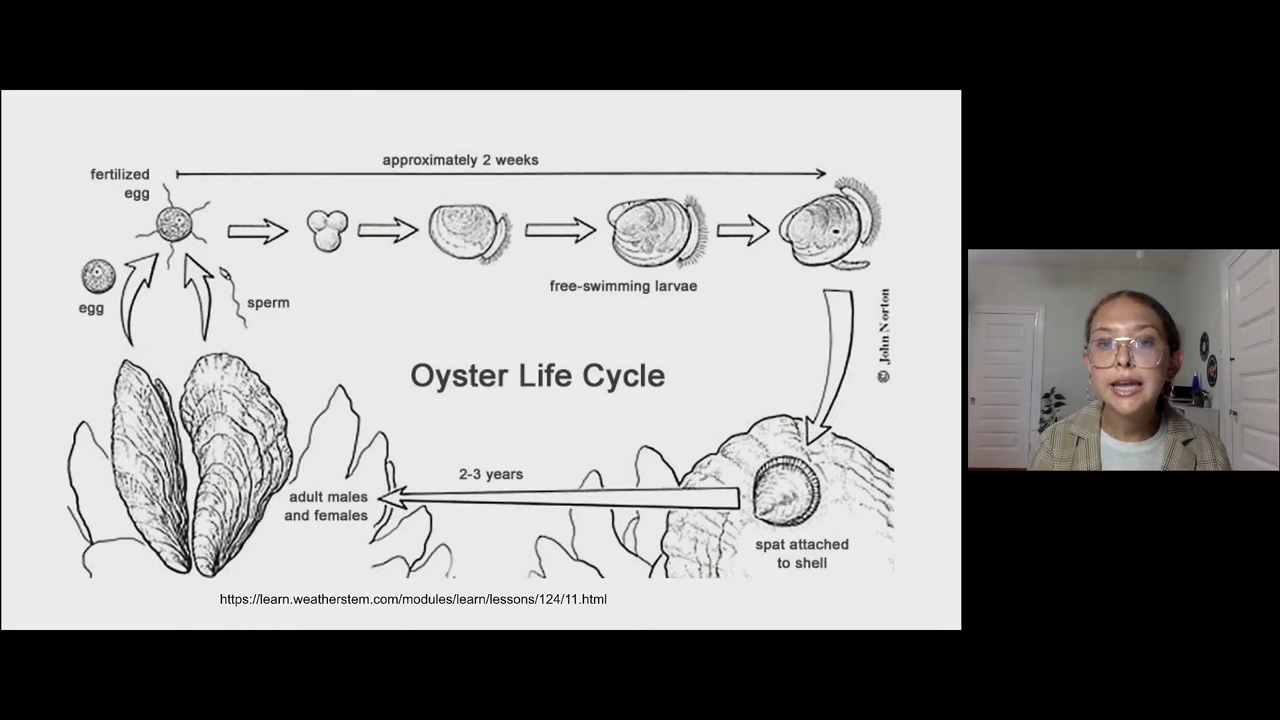 approximately 2 weeks
fertilized
egg
egg
sperm
free-swimming larvae
© John Norton
Oyster Life Cycle
2-3 years
adult males
and females
spat attached
to shell
https://learn.weatherstem.com/modules/learn/lessons/124/11.html